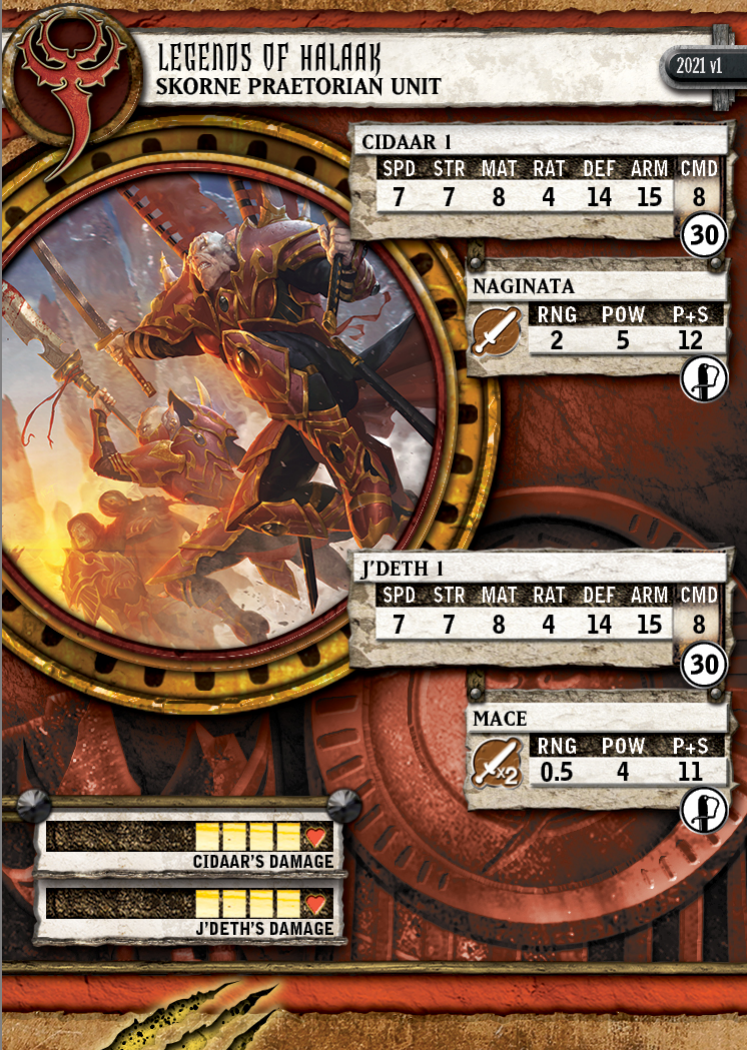 LEGENDS OF HALAAK
SKORNE PRAETORIAN UNIT
2021 v1
CIDAAR 1
SPD STR MAT RAT DEF ARM CMD
7 7 8 4 14 15 8
30
NAGINATA
RNG POW P+S
2 5 12
J'DETH 1
SPD STR MAT RAT DEF ARM CMD
7 7 8 4 14 15 8
30
MACE
x2
RNG POW P+S
0.5 4 11
CIDAAR'S DAMAGE
J'DETH'S DAMAGE